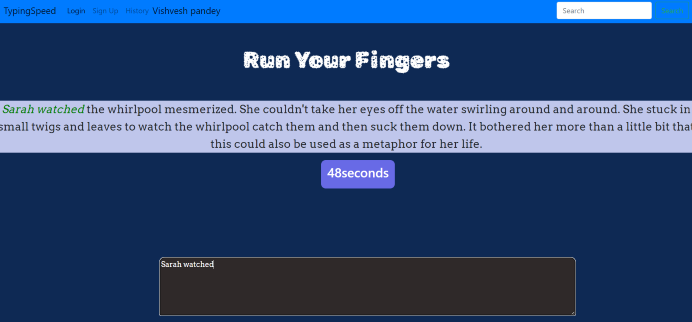 TypingSpeed Login Sign Up History Vishvesh pandey Search Search
Run Your Fingers
Sarah watched the whirlpool mesmerized. She couldn't take her eyes off the water swirling around and around. She stuck in
small twigs and leaves to watch the whirlpool catch them and then suck them down. It bothered her more than a little bit that
this could also be used as a metaphor for her life.
48seconds
Sarah watched